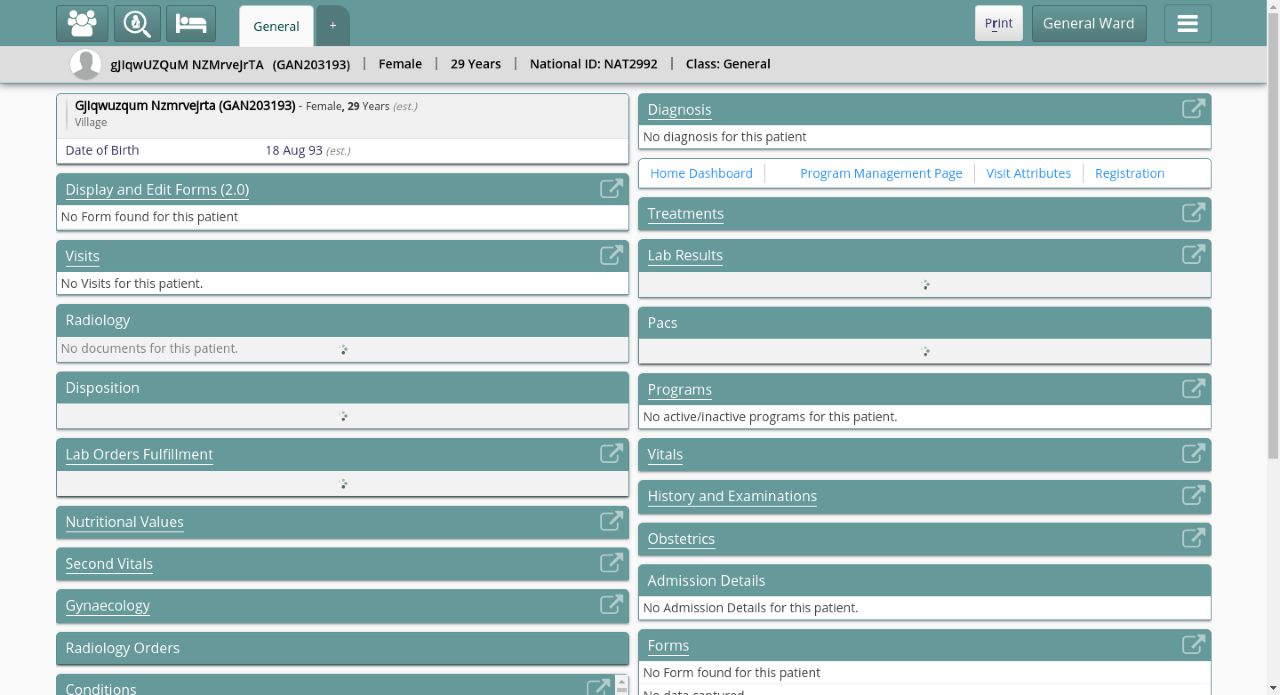 General
+
Print
General Ward
gJIqwUZQuM NZMrveJrTA (GAN203193) | Female | 29 Years | National ID: NAT2992 | Class: General
GJIqwuzqum NzmrveJrta (GAN203193) - Female, 29 Years (est.)
Village
Date of Birth 18 Aug 93 (est.)
Display and Edit Forms (2.0)
No Form found for this patient
Visits
No Visits for this patient.
Radiology
No documents for this patient.
Disposition
Lab Orders Fulfillment
Nutritional Values
Second Vitals
Gynaecology
Radiology Orders
Conditions
Diagnosis
No diagnosis for this patient
Home Dashboard Program Management Page Visit Attributes Registration
Treatments
Lab Results
Pacs
Programs
No active/inactive programs for this patient.
Vitals
History and Examinations
Obstetrics
Admission Details
No Admission Details for this patient.
Forms
No Form found for this patient
No data captured